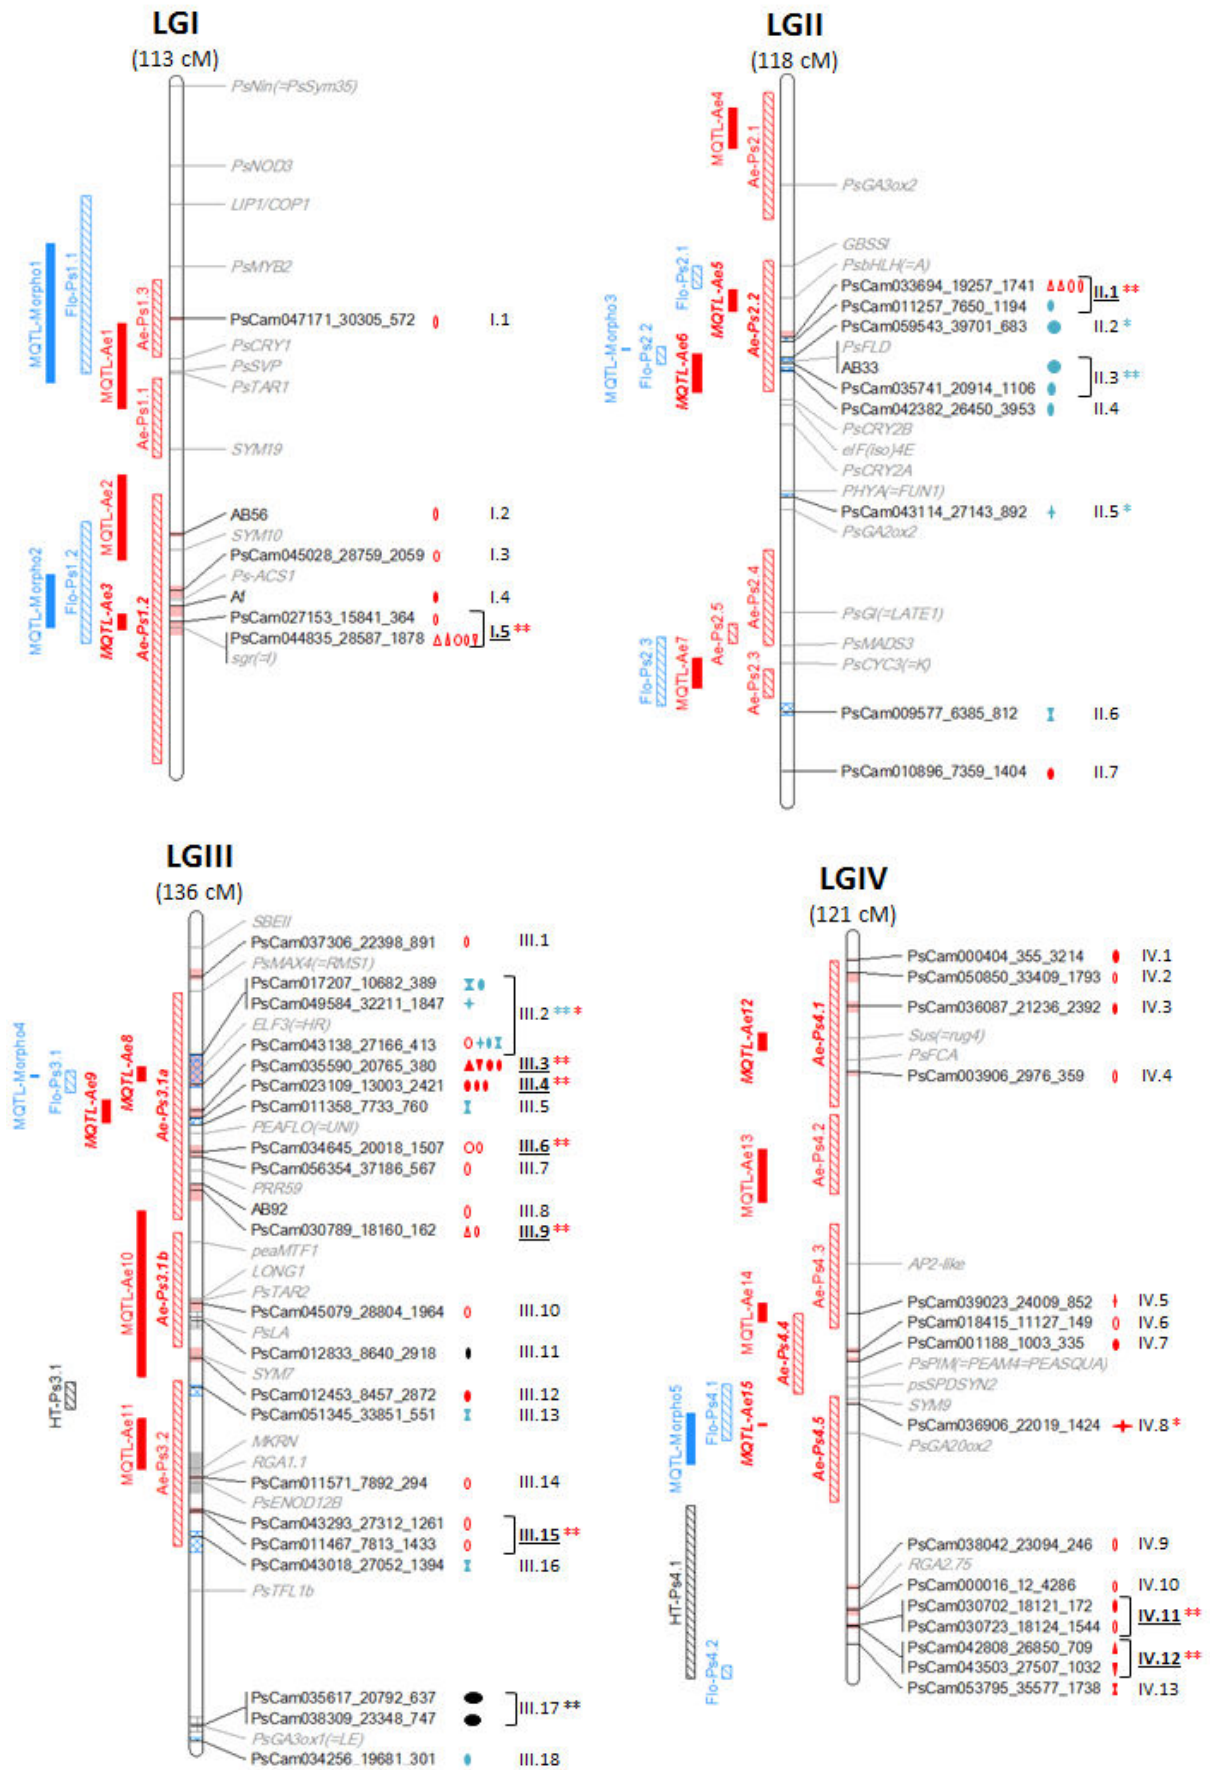 LGI
(113 cM)
PsNin(=PsSym35)
PsNOD3
LIP1/COP1
PsMYB2
PsCam047171_30305_572 I.1
PsCRY1
PsSVP
PsTAR1
SYM19
AB56 I.2
SYM10
PsCam045028_28759_2059 I.3
Ps-ACS1
Af I.4
PsCam027153_15841_364
I.5 **
PsCam044835_28587_1878
sgr(=I)
MQTL-Morpho1
Flo-Ps1.1
Ae-Ps1.3
MQTL-Ae1
Ae-Ps1.1
MQTL-Ae2
MQTL-Morpho2
Flo-Ps1.2
MQTL-Ae3
Ae-Ps1.2
LGII
(118 cM)
PsGA3ox2
GBSSI
PsbHLH(=A)
PsCam033694_19257_1741
II.1 **
PsCam011257_7650_1194
PsCam059543_39701_683 II.2 *
PsFLD
AB33
II.3 **
PsCam035741_20914_1106
PsCam042382_26450_3953 II.4
PsCRY2B
eIF(iso)4E
PsCRY2A
PHYA(=FUN1)
PsCam043114_27143_892 II.5 *
PsGA2ox2
PsGI(=LATE1)
PsMADS3
PsCYC3(=K)
PsCam009577_6385_812 II.6
PsCam010896_7359_1404 II.7
MQTL-Ae4
Ae-Ps2.1
Flo-Ps2.1
MQTL-Ae5
Ae-Ps2.2
MQTL-Morpho3
Flo-Ps2.2
MQTL-Ae6
Ae-Ps2.4
Ae-Ps2.5
Flo-Ps2.3
MQTL-Ae7
Ae-Ps2.3
LGIII
(136 cM)
SBEII
PsCam037306_22398_891 III.1
PsMAX4(=RMS1)
PsCam017207_10682_389
PsCam049584_32211_1847 III.2 ***
ELF3(=HR)
PsCam043138_27166_413
PsCam035590_20765_380 III.3 **
PsCam023109_13003_2421 III.4 **
PsCam011358_7733_760 III.5
PEAFLO(=UNI)
PsCam034645_20018_1507 III.6 **
PsCam056354_37186_567 III.7
PRR59
AB92 III.8
PsCam030789_18160_162 III.9 **
peaMTF1
LONG1
PsTAR2
PsCam045079_28804_1964 III.10
PsLA
PsCam012833_8640_2918 III.11
SYM7
PsCam012453_8457_2872 III.12
PsCam051345_33851_551 III.13
MKRN
RGA1.1
PsCam011571_7892_294 III.14
PsENOD12B
PsCam043293_27312_1261
III.15 **
PsCam011467_7813_1433
PsCam043018_27052_1394 III.16
PsTFL1b
PsCam035617_20792_637
III.17 **
PsCam038309_23348_747
PsGA3ox1(=LE)
PsCam034256_19681_301 III.18
MQTL-Morpho4
Flo-Ps3.1
MQTL-Ae9
MQTL-Ae8
Ae-Ps3.1a
MQTL-Ae10
Ae-Ps3.1b
HT-Ps3.1
MQTL-Ae11
Ae-Ps3.2
LGIV
(121 cM)
PsCam000404_355_3214 IV.1
PsCam050850_33409_1793 IV.2
PsCam036087_21236_2392 IV.3
Sus(=rug4)
PsFCA
PsCam003906_2976_359 IV.4
AP2-like
PsCam039023_24009_852 IV.5
PsCam018415_11127_149 IV.6
PsCam001188_1003_335 IV.7
PsPIM(=PEAM4=PEASQUA)
psSPDSYN2
SYM9
PsCam036906_22019_1424 IV.8 *
PsGA20ox2
PsCam038042_23094_246 IV.9
RGA2.75
PsCam000016_12_4286 IV.10
PsCam030702_18121_172
IV.11 **
PsCam030723_18124_1544
PsCam042808_26850_709
IV.12 **
PsCam043503_27507_1032
PsCam053795_35577_1738 IV.13
MQTL-Ae12
Ae-Ps4.1
MQTL-Ae13
Ae-Ps4.2
Ae-Ps4.3
MQTL-Ae14
Ae-Ps4.4
MQTL-Morpho5
Flo-Ps4.1
MQTL-Ae15
Ae-Ps4.5
HT-Ps4.1
Flo-Ps4.2